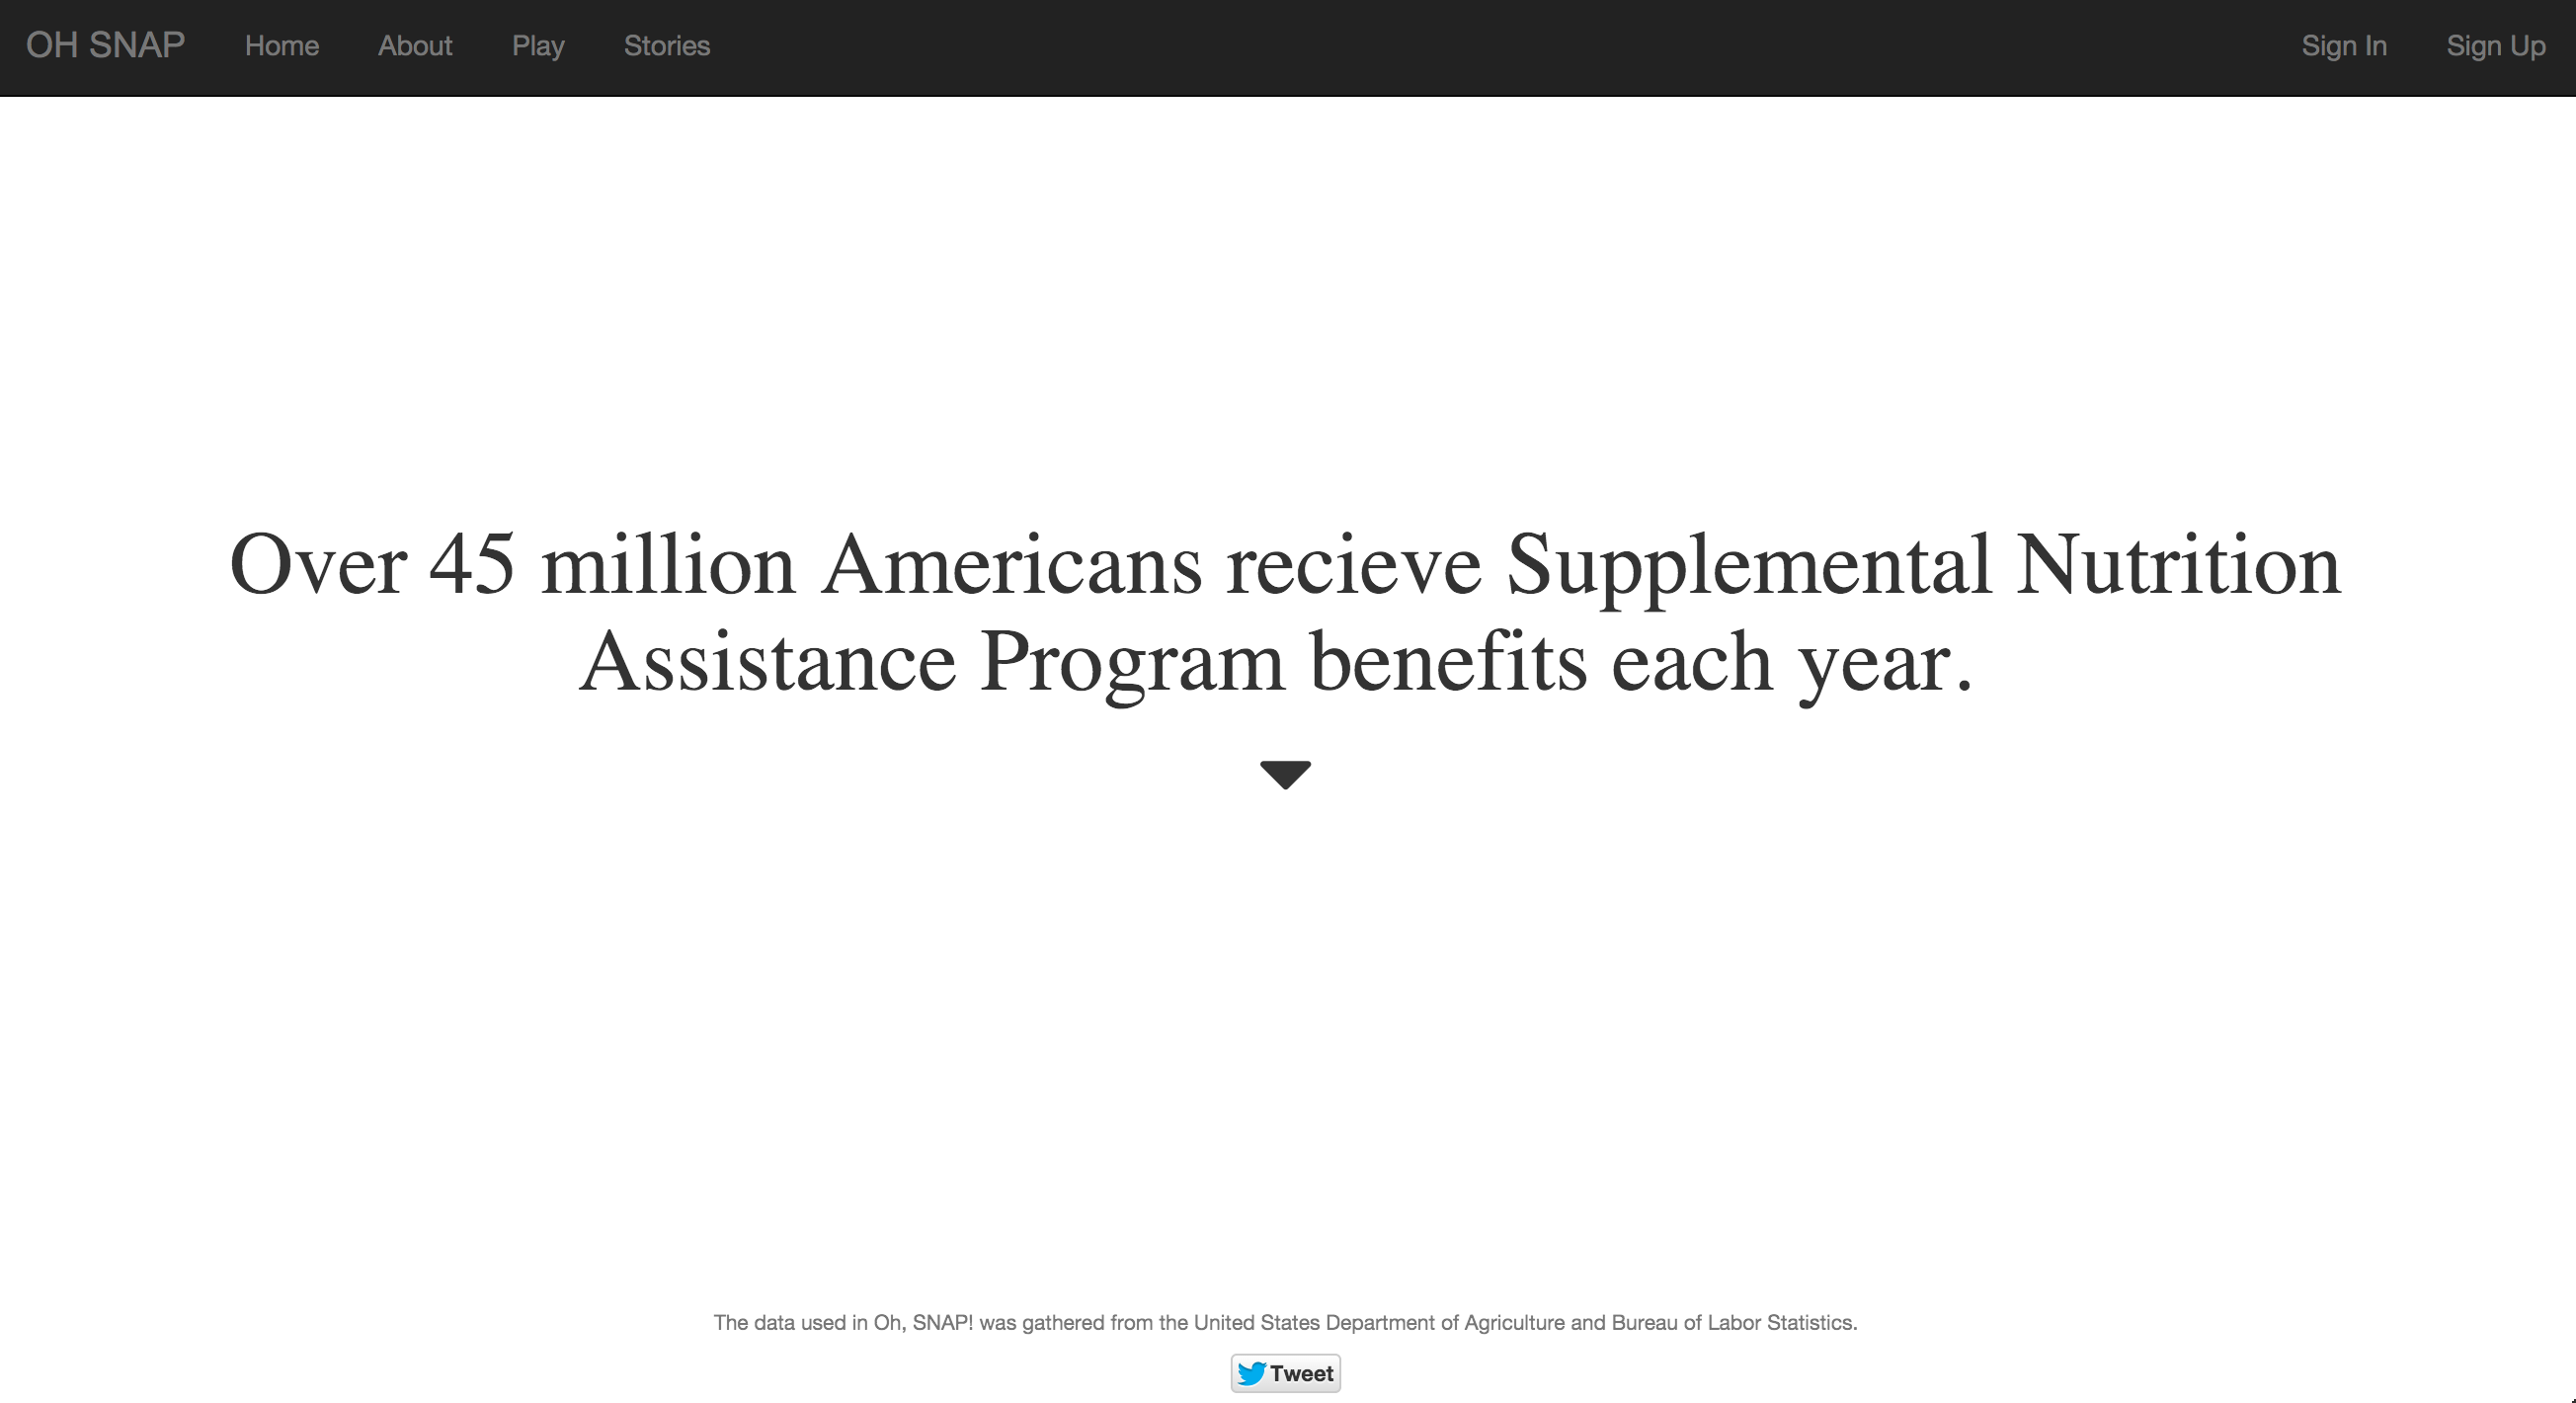 OH SNAP Home About Play Stories Sign In Sign Up
Over 45 million Americans recieve Supplemental Nutrition
Assistance Program benefits each year.
The data used in Oh, SNAP! was gathered from the United States Department of Agriculture and Bureau of Labor Statistics.
Tweet